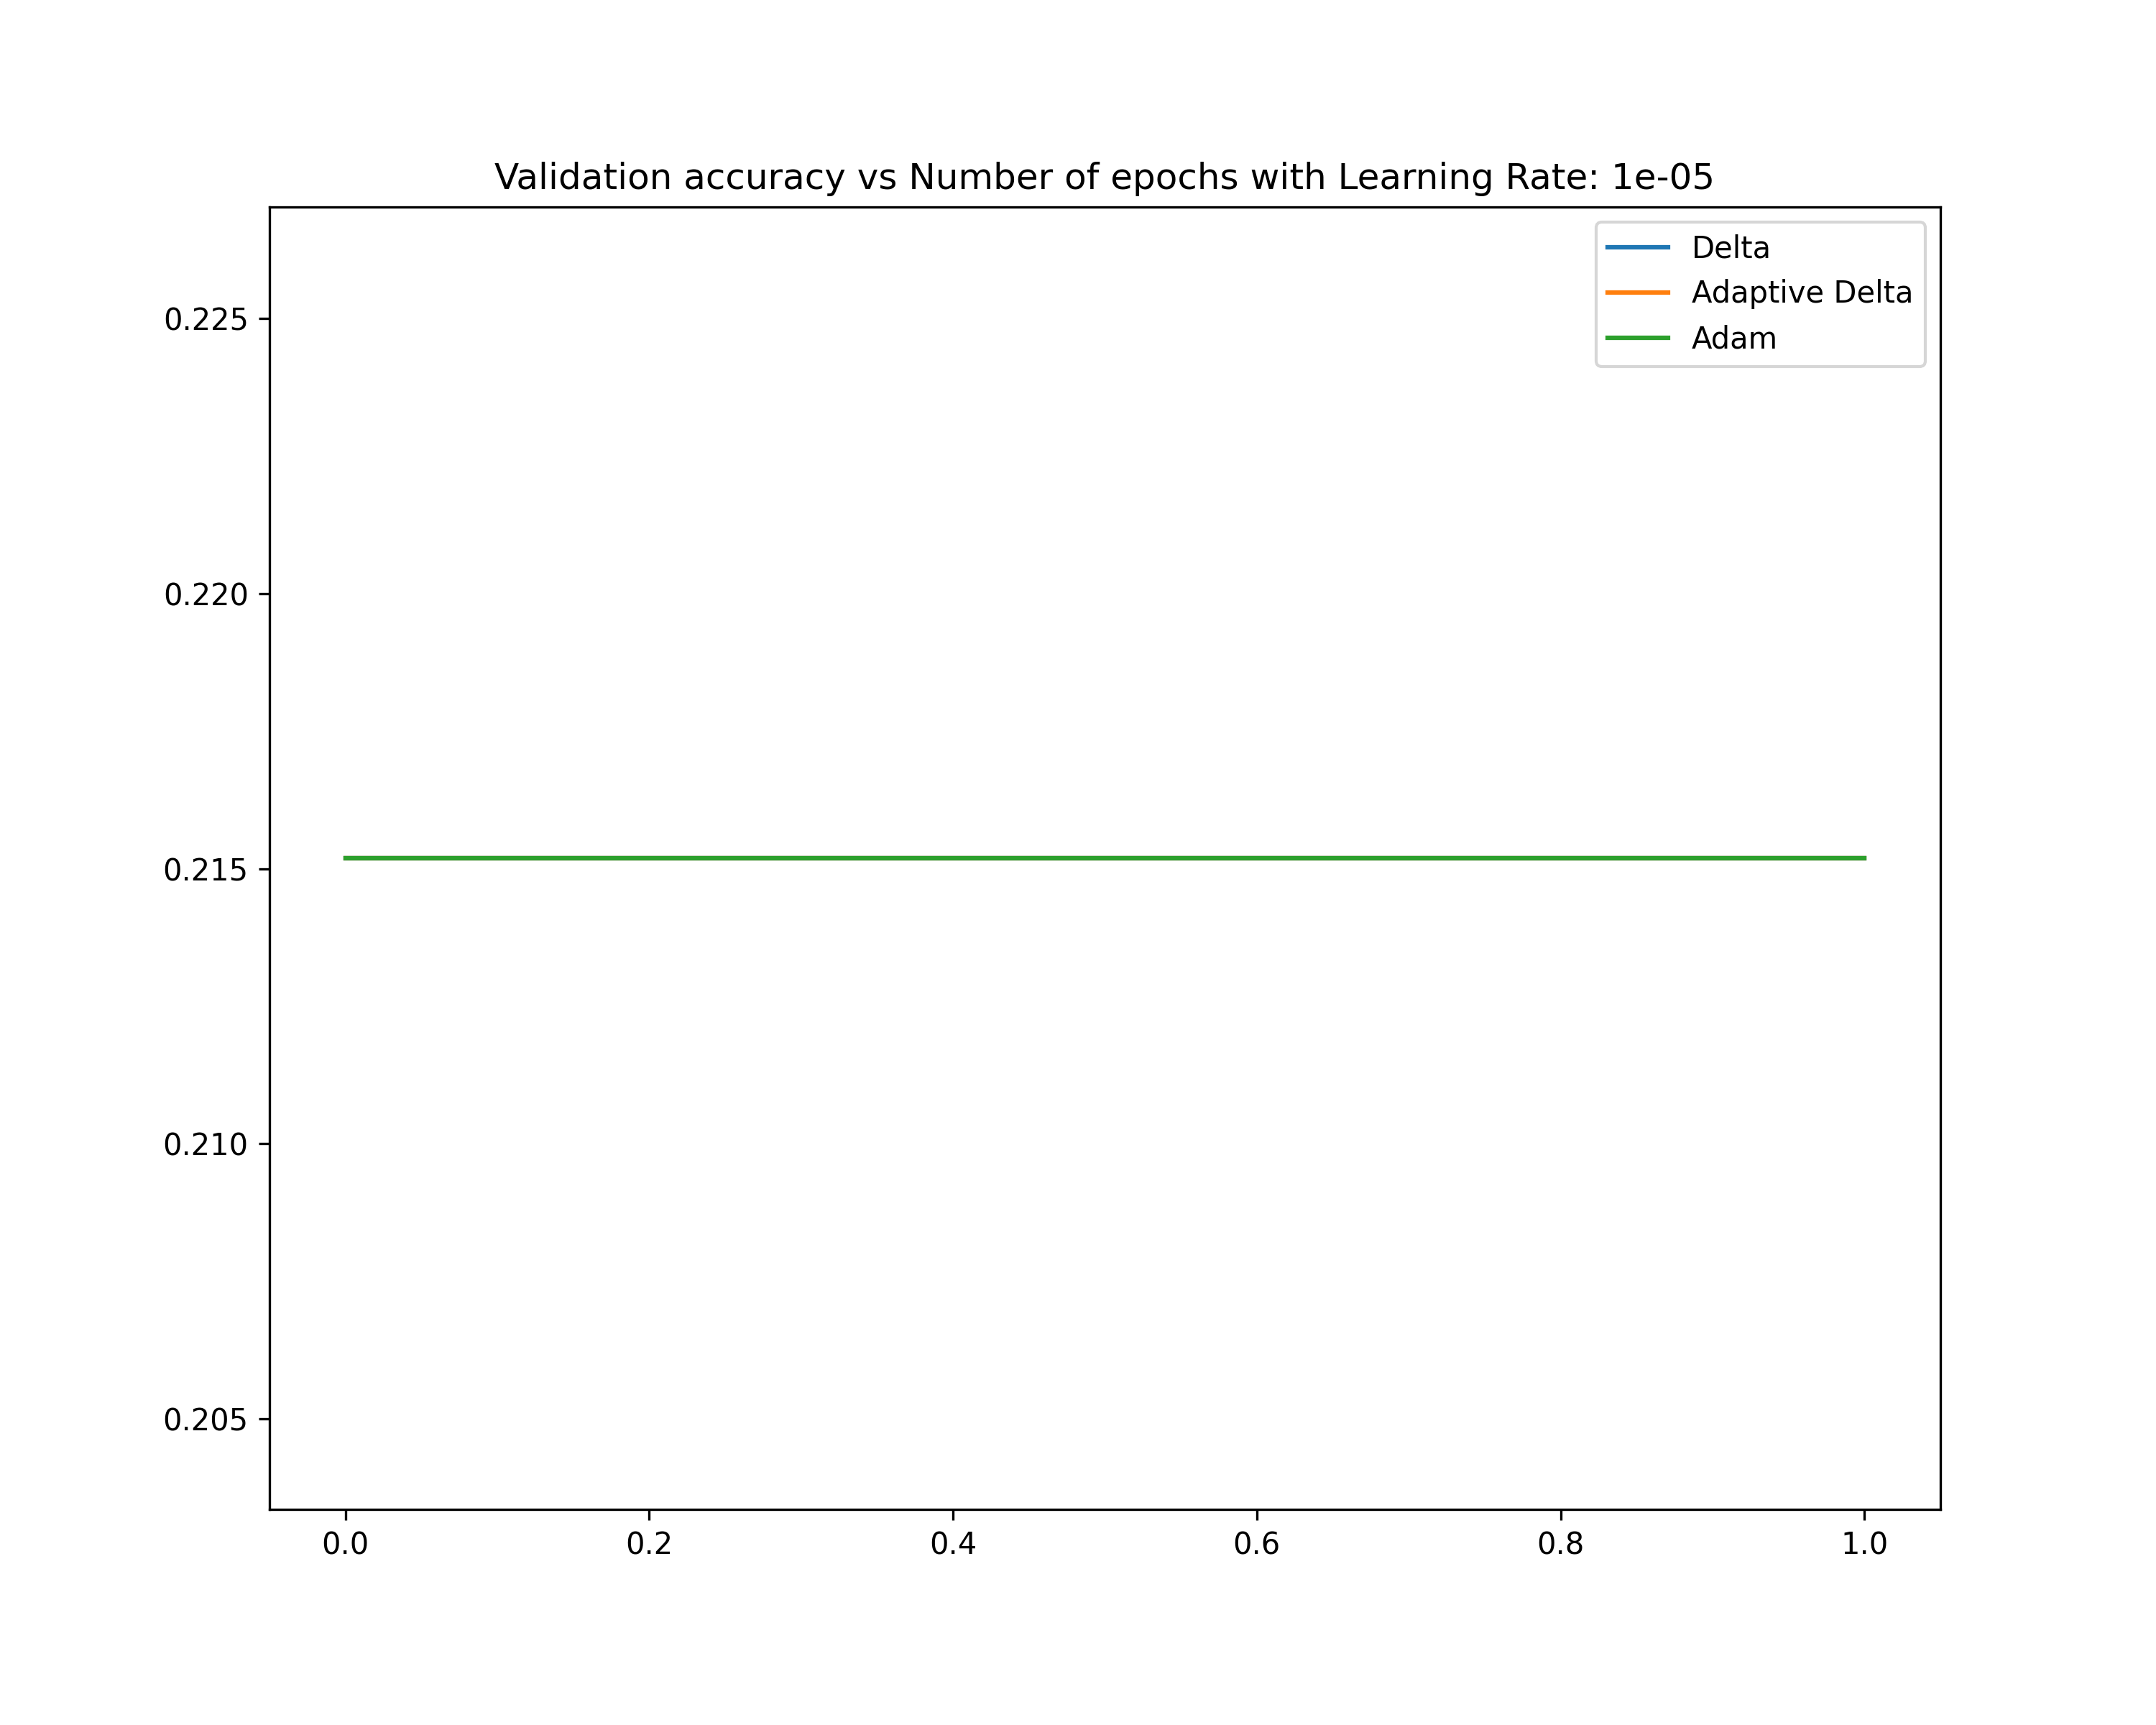 Validation accuracy vs Number of epochs with Learning Rate: 1e-05
Delta
Adaptive Delta
Adam
0.225
0.220
0.215
0.210
0.205
0.0 0.2 0.4 0.6 0.8 1.0